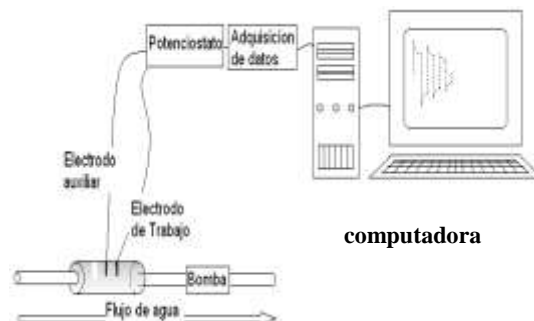 Potenciostato
Adquisicion
de datos
Electrodo
auxiliar
Electrodo
de Trabajo
computadora
Bomba
Flujo de agua